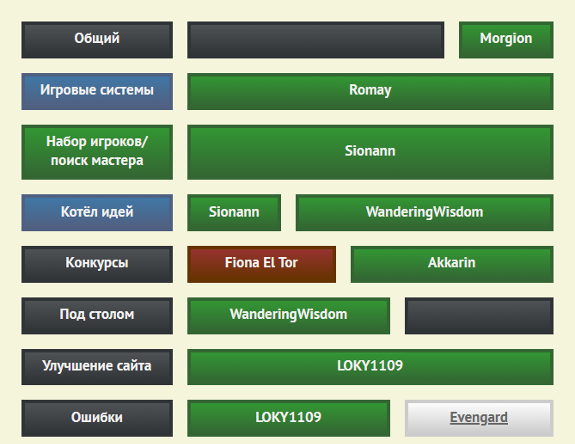 Общий
Morgion
Игровые системы
Romay
Набор игроков/
поиск мастера
Sionann
Котёл идей
Sionann
WanderingWisdom
Конкурсы
Fiona El Tor
Akkarin
Под столом
WanderingWisdom
Улучшение сайта
LOKY1109
Ошибки
LOKY1109
Evengard